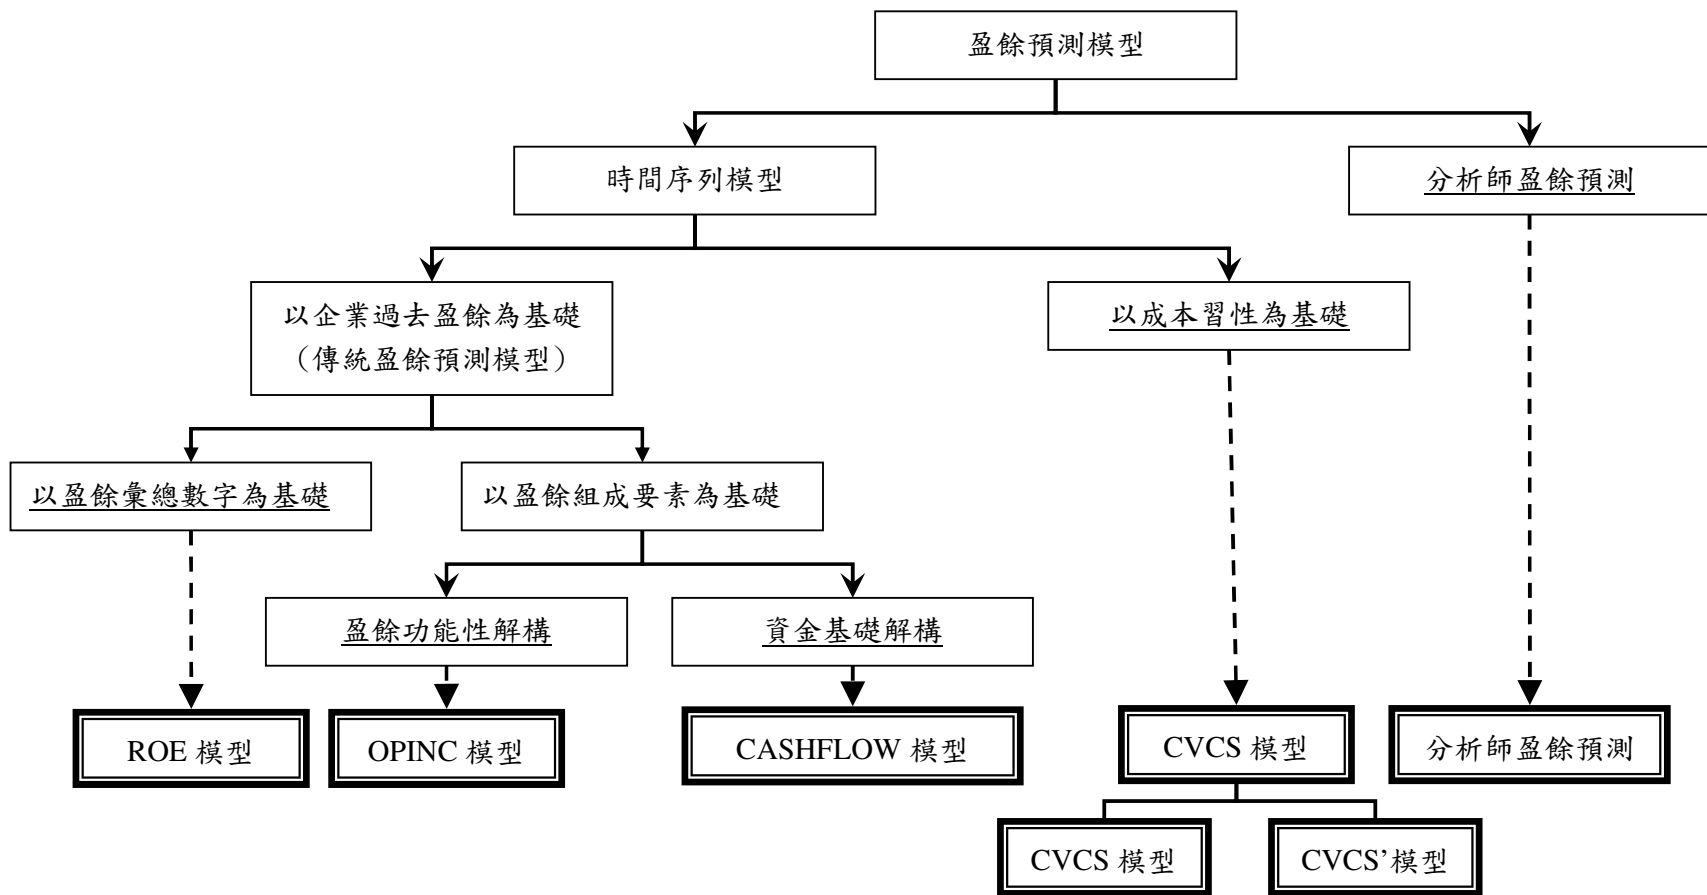 盈餘預測模型
時間序列模型
分析師盈餘預測
以企業過去盈餘為基礎
（傳統盈餘預測模型）
以成本習性為基礎
以盈餘彙總數字為基礎
以盈餘組成要素為基礎
盈餘功能性解構
資金基礎解構
ROE 模型
OPINC 模型
CASHFLOW 模型
CVCS 模型
分析師盈餘預測
CVCS 模型
CVCS’模型